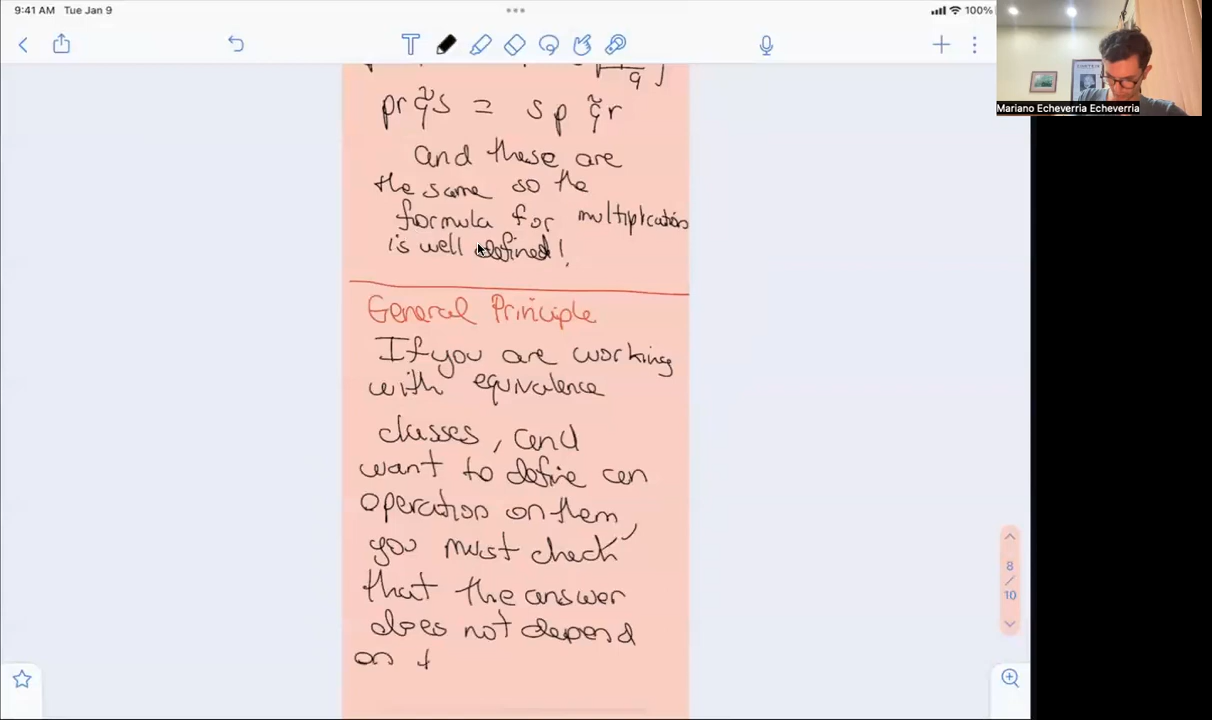 9:41 AM Tue Jan 9
100%
Mariano Echeverria Echeverria
q
pr q̃s = sp q̃r
And these are
the same so the
formula for multiplication
is well defined!
General Principle
If you are working
with equivalence
classes, and
want to define an
operation on them,
you must check
that the answer
does not depend
on t
8
/
10